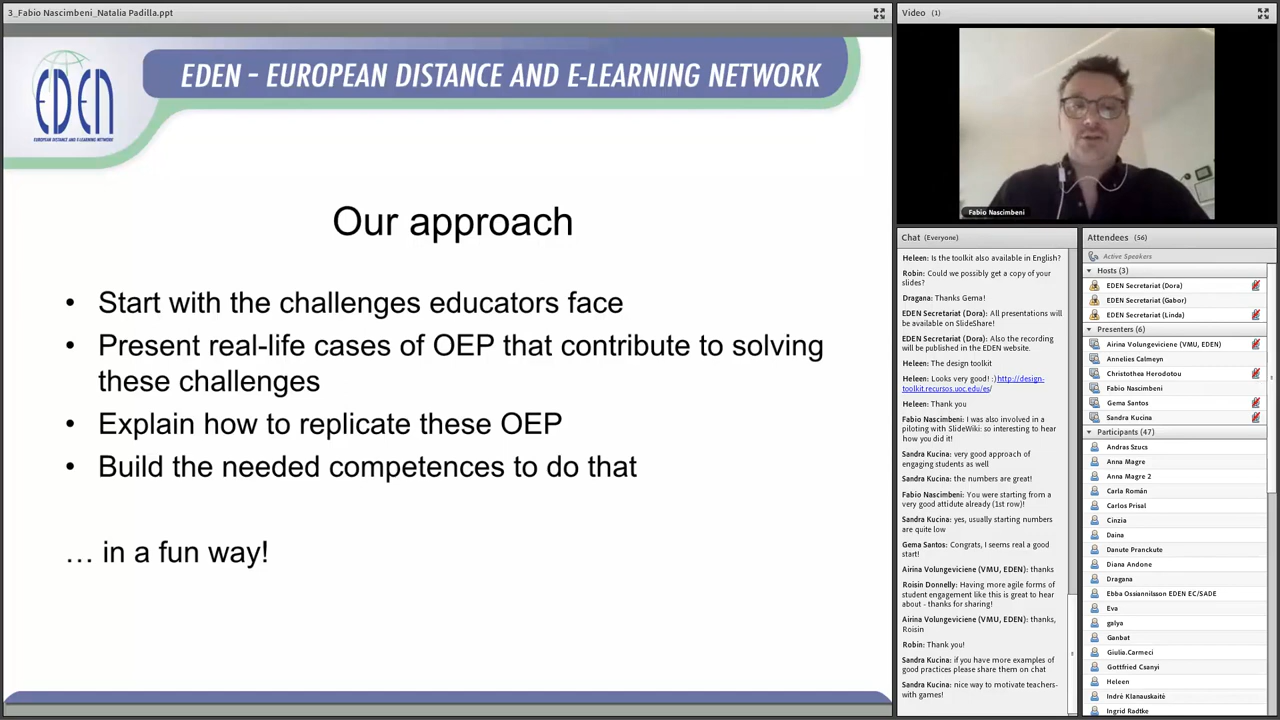 3_Fabio Nascimbeni_Natalia Padilla.ppt
EDEN
EUROPEAN DISTANCE AND E-LEARNING NETWORK
EDEN – EUROPEAN DISTANCE AND E-LEARNING NETWORK
Our approach
• Start with the challenges educators face
• Present real-life cases of OEP that contribute to solving
these challenges
• Explain how to replicate these OEP
• Build the needed competences to do that
… in a fun way!
Video (1)
Fabio Nascimbeni
Chat (Everyone)
Heleen: Is the toolkit also available in English?
Robin: Could we possibly get a copy of your
slides?
Dragana: Thanks Gema!
EDEN Secretariat (Dora): All presentations will
be available on SlideShare!
EDEN Secretariat (Dora): Also the recording
will be published in the EDEN website.
Heleen: The design toolkit
Heleen: Looks very good! :) http://design-
toolkit.recursos.uoc.edu/es/
Heleen: Thank you
Fabio Nascimbeni: I was also involved in a
piloting with SlideWiki: so interesting to hear
how you did it!
Sandra Kucina: very good approach of
engaging students as well
Sandra Kucina: the numbers are great!
Fabio Nascimbeni: You were starting from a
very good attidute already (1st row)!
Sandra Kucina: yes, usually starting numbers
are quite low
Gema Santos: Congrats, I seems real a good
start!
Airina Volungeviciene (VMU, EDEN): thanks
Roisin Donnelly: Having more agile forms of
student engagement like this is great to hear
about - thanks for sharing!
Airina Volungeviciene (VMU, EDEN): thanks,
Roisin
Robin: Thank you!
Sandra Kucina: if you have more examples of
good practices please share them on chat
Sandra Kucina: nice way to motivate teachers-
with games!
Attendees (56)
Active Speakers
Hosts (3)
EDEN Secretariat (Dora)
EDEN Secretariat (Gabor)
EDEN Secretariat (Linda)
Presenters (6)
Airina Volungeviciene (VMU, EDEN)
Annelies Calmeyn
Christothea Herodotou
Fabio Nascimbeni
Gema Santos
Sandra Kucina
Participants (47)
Andras Szucs
Anna Magre
Anna Magre 2
Carla Román
Carlos Prisal
Cinzia
Daina
Danute Pranckute
Diana Andone
Dragana
Ebba Ossiannilsson EDEN EC/SADE
Eva
galya
Ganbat
Giulia.Carmeci
Gottfried Csanyi
Heleen
Indrė Klanauskaitė
Ingrid Radtke